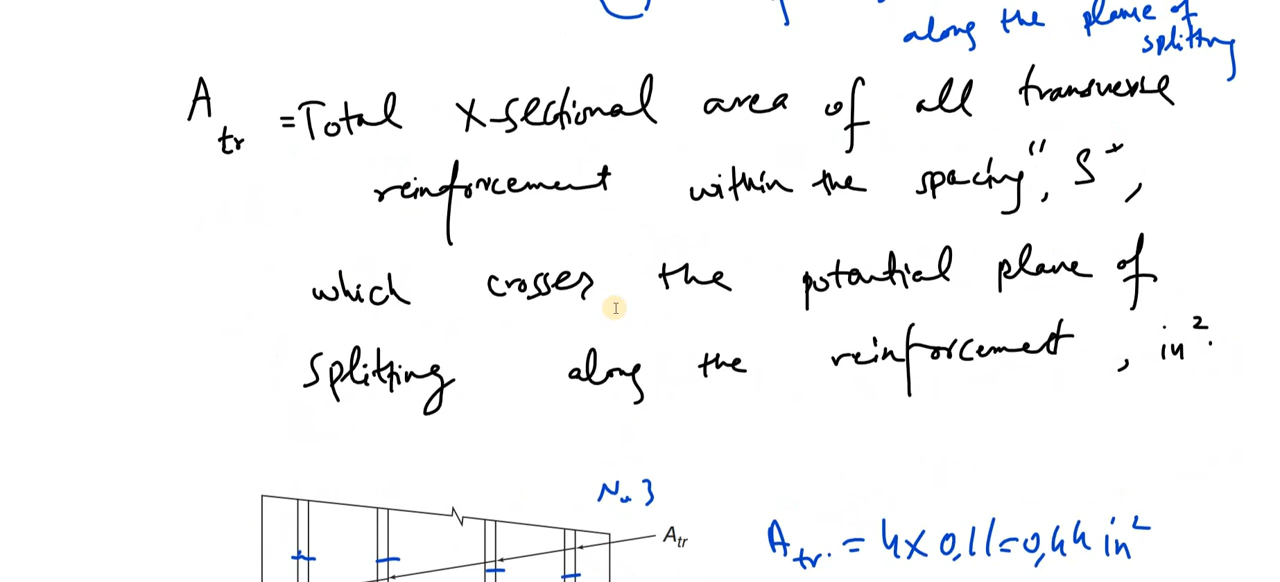 along the plane of
splitting
A tr = Total X-sectional area of all transverse
reinforcement within the spacing", S",
which crosses the potential plane of
splitting along the reinforcement, in².
No 3
Atr
Atr. = 4 x 0,11 = 0,44 in²